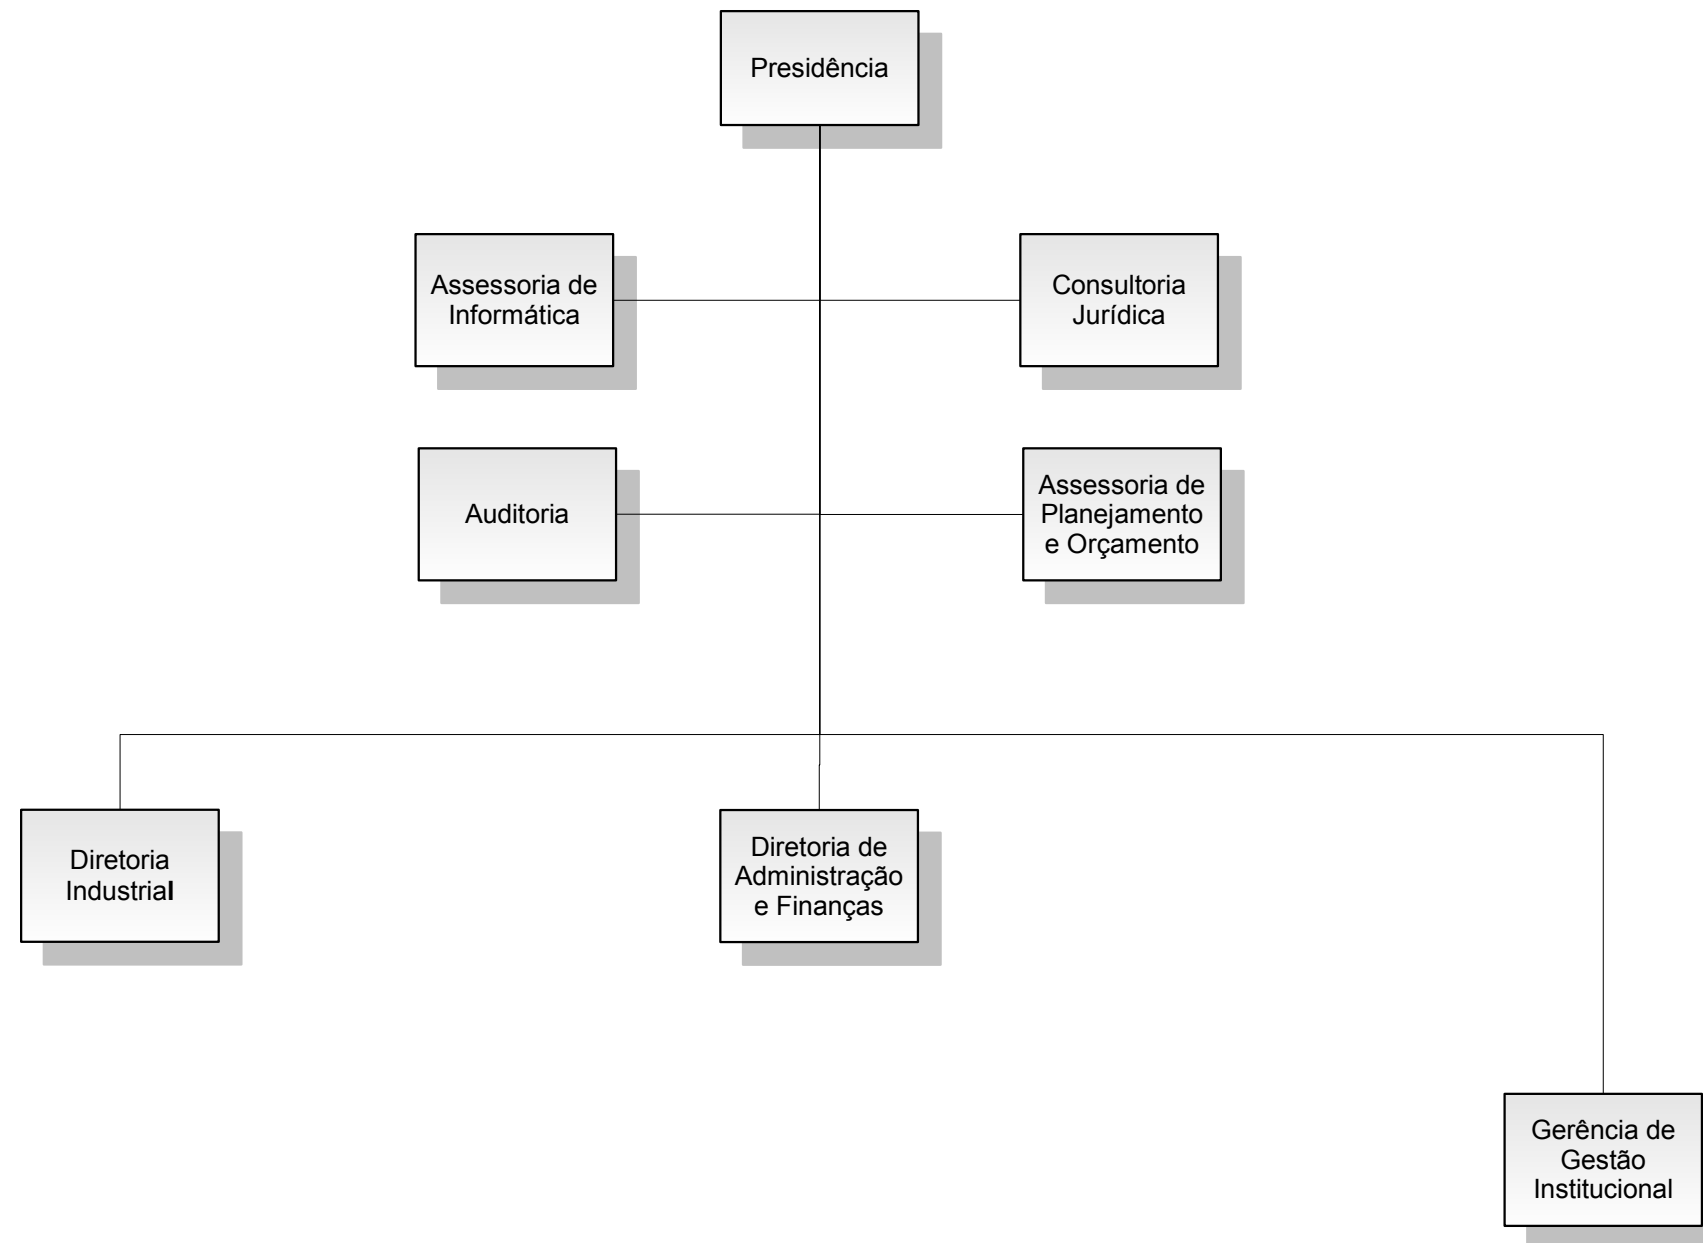 Presidência
Assessoria de
Informática
Consultoria
Jurídica
Auditoria
Assessoria de
Planejamento
e Orçamento
Diretoria
Industrial
Diretoria de
Administração
e Finanças
Gerência de
Gestão
Institucional